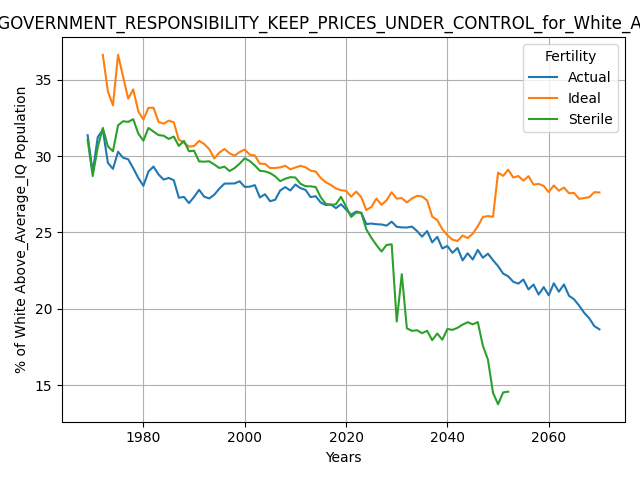 GOVERNMENT_RESPONSIBILITY_KEEP_PRICES_UNDER_CONTROL_for_White_A
Fertility
Actual
Ideal
Sterile
% of White Above_Average_IQ Population
35
30
25
20
15
1980
2000
2020
2040
2060
Years